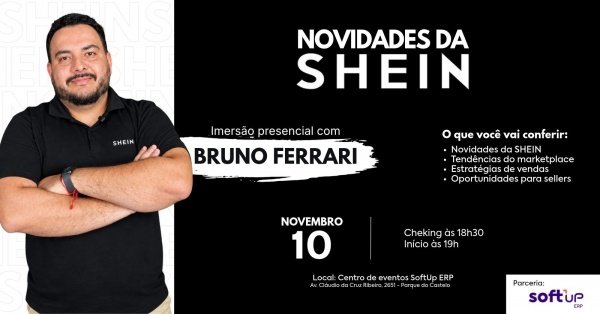 NOVIDADES DA
SHEIN
Imersão presencial com
BRUNO FERRARI
SHEIN
O que você vai conferir:
• Novidades da SHEIN
• Tendências do marketplace
• Estratégias de vendas
• Oportunidades para sellers
NOVEMBRO
10
Cheking às 18h30
Início às 19h
Local: Centro de eventos SoftUp ERP
Av. Cláudio da Cruz Ribeiro, 2651 - Parque do Castelo
Parceria:
softup
ERP